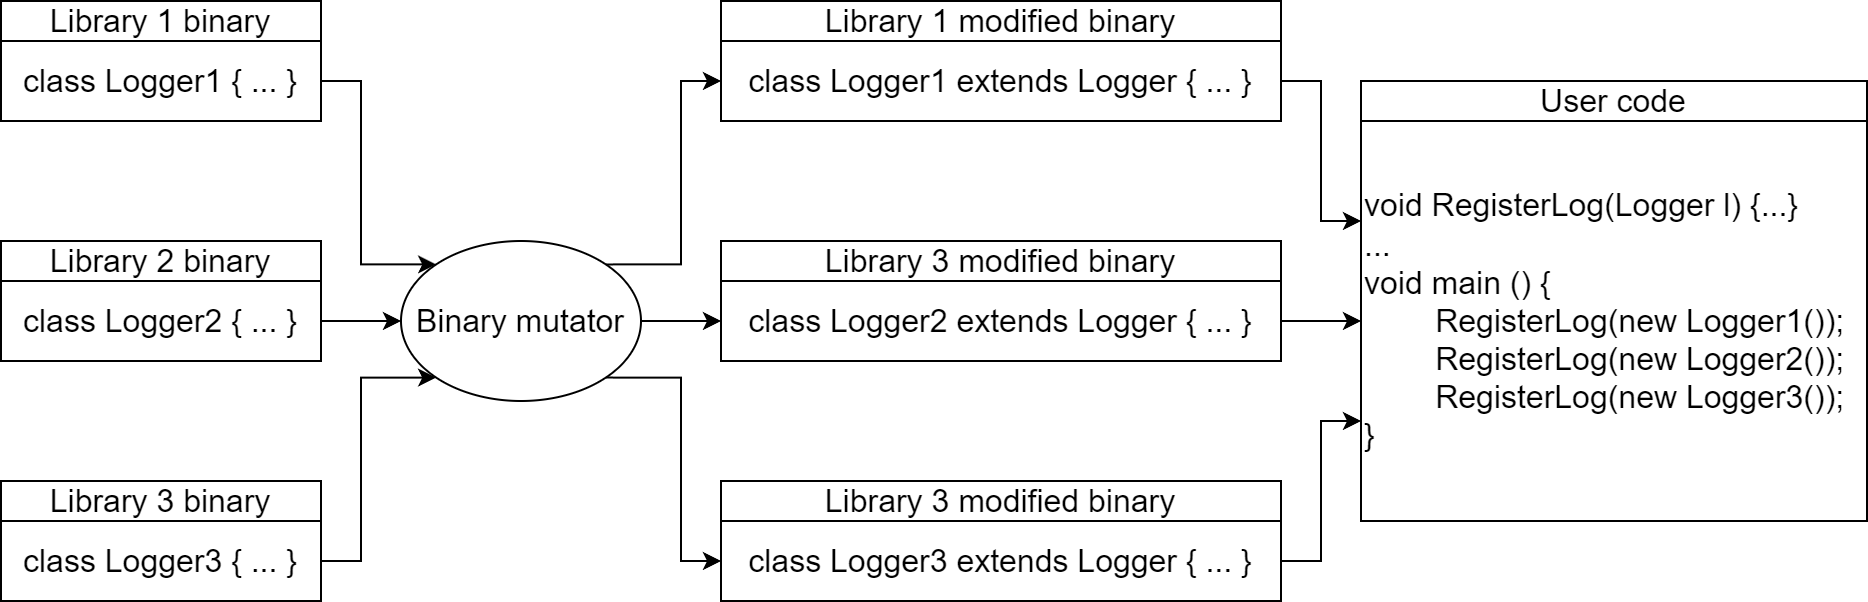 Library 1 binary
class Logger1 { ... }
Library 2 binary
class Logger2 { ... }
Library 3 binary
class Logger3 { ... }
Binary mutator
Library 1 modified binary
class Logger1 extends Logger { ... }
Library 3 modified binary
class Logger2 extends Logger { ... }
Library 3 modified binary
class Logger3 extends Logger { ... }
User code
void RegisterLog(Logger l) {...}
...
void main () {
RegisterLog(new Logger1());
RegisterLog(new Logger2());
RegisterLog(new Logger3());
}